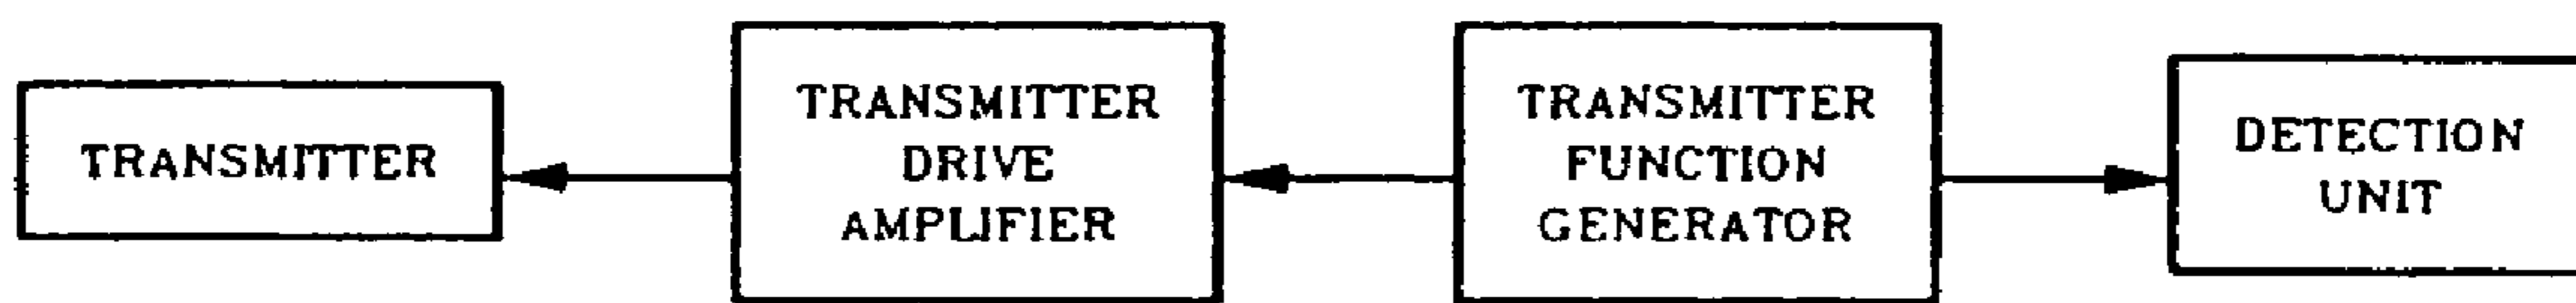 TRANSMITTER
TRANSMITTER
DRIVE
AMPLIFIER
TRANSMITTER
FUNCTION
GENERATOR
DETECTION
UNIT